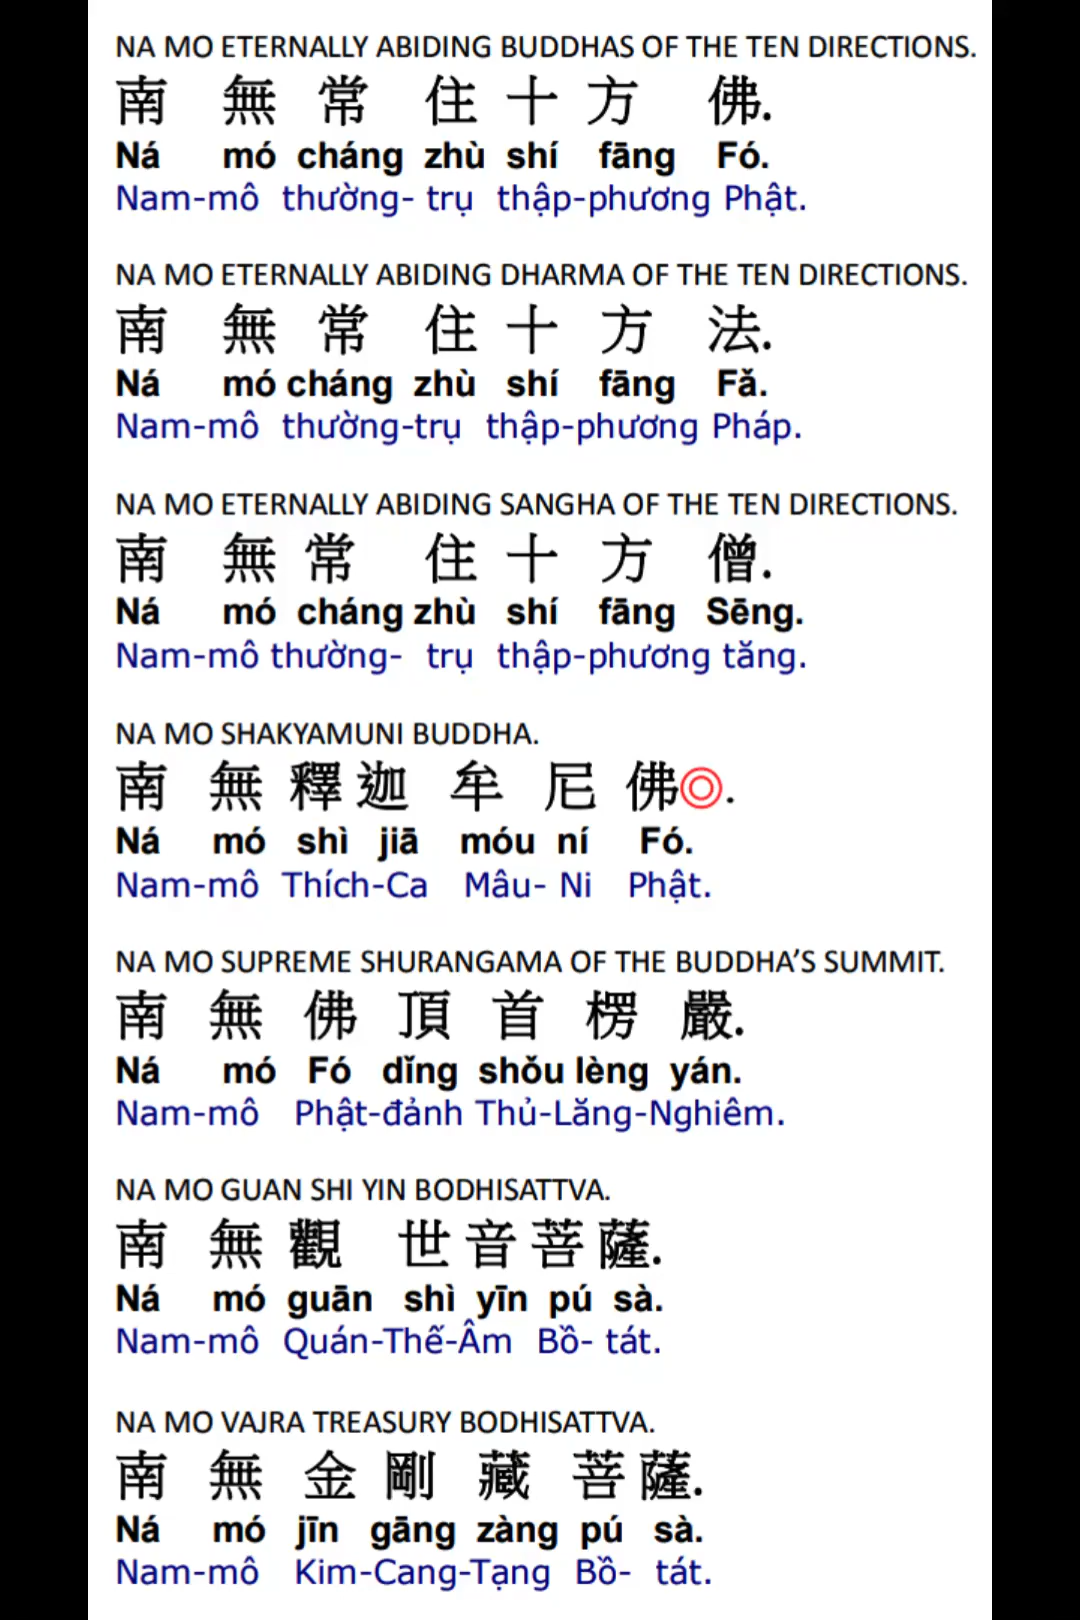 NA MO ETERNALLY ABIDING BUDDHAS OF THE TEN DIRECTIONS.
南 無 常 住 十 方 佛.
Ná mó cháng zhù shí fāng Fó.
Nam-mô thường- trụ thập-phương Phật.
NA MO ETERNALLY ABIDING DHARMA OF THE TEN DIRECTIONS.
南 無 常 住 十 方 法.
Ná mó cháng zhù shí fāng Fǎ.
Nam-mô thường-trụ thập-phương Pháp.
NA MO ETERNALLY ABIDING SANGHA OF THE TEN DIRECTIONS.
南 無 常 住 十 方 僧.
Ná mó cháng zhù shí fāng Sēng.
Nam-mô thường- trụ thập-phương tăng.
NA MO SHAKYAMUNI BUDDHA.
南 無 釋 迦 牟 尼 佛◎.
Ná mó shì jiā móu ní Fó.
Nam-mô Thích-Ca Mâu- Ni Phật.
NA MO SUPREME SHURANGAMA OF THE BUDDHA’S SUMMIT.
南 無 佛 頂 首 楞 嚴.
Ná mó Fó dǐng shǒu lèng yán.
Nam-mô Phật-đảnh Thủ-Lăng-Nghiêm.
NA MO GUAN SHI YIN BODHISATTVA.
南 無 觀 世 音 菩 薩.
Ná mó guān shì yīn pú sà.
Nam-mô Quán-Thế-Âm Bồ- tát.
NA MO VAJRA TREASURY BODHISATTVA.
南 無 金 剛 藏 菩 薩.
Ná mó jīn gāng zàng pú sà.
Nam-mô Kim-Cang-Tạng Bồ- tát.